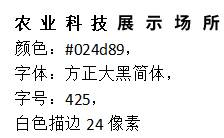 农业科技展示场所
颜色：#024d89，
字体：方正大黑简体，
字号：425，
白色描边 24 像素